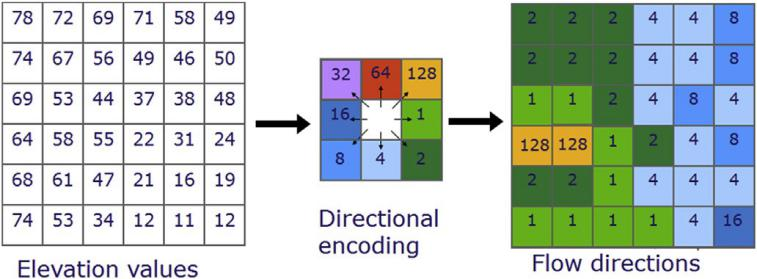 78 72 69 71 58 49
74 67 56 49 46 50
69 53 44 37 38 48
64 58 55 22 31 24
68 61 47 21 16 19
74 53 34 12 11 12
Elevation values
32 64 128
16 1
8 4 2
Directional
encoding
2 2 2 4 4 8
2 2 2 4 4 8
1 1 2 4 8 4
128 128 1 2 4 8
2 2 1 4 4 4
1 1 1 1 4 16
Flow directions